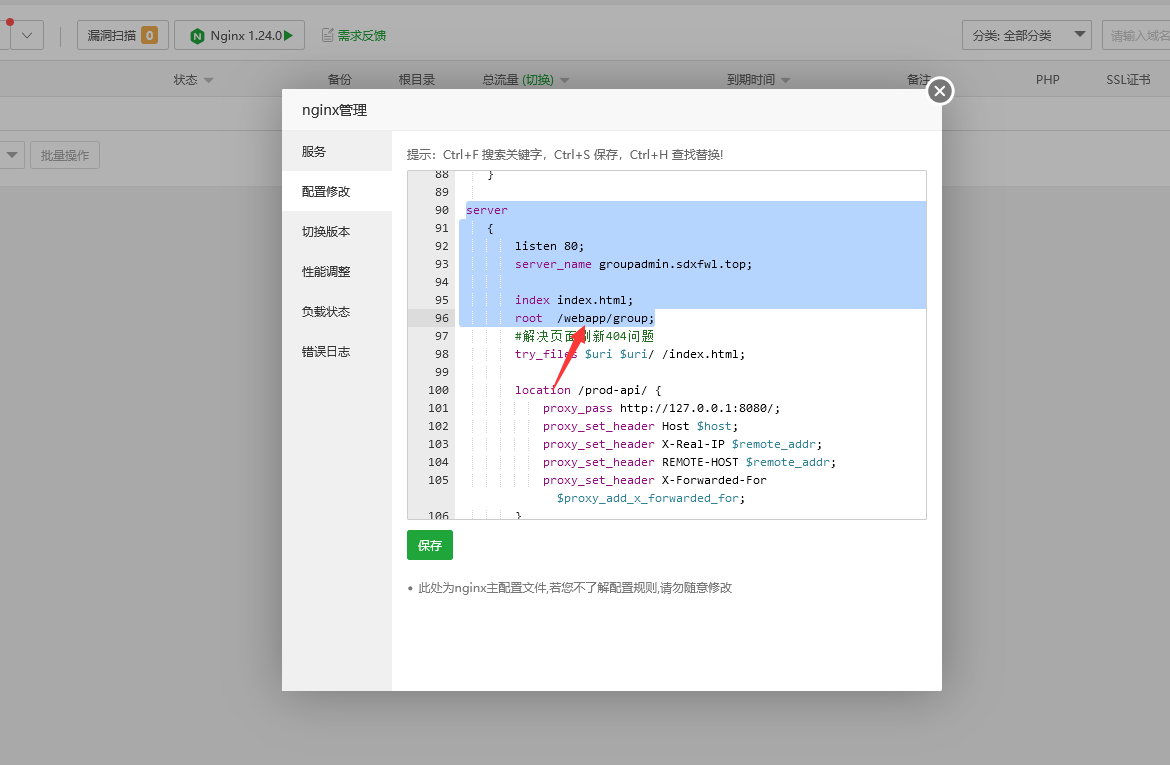 漏洞扫描 0
Nginx 1.24.0
需求反馈
分类: 全部分类
请输入域名
状态 备份 根目录 总流量 (切换) 到期时间 备注 PHP SSL证书
批量操作
nginx管理
服务
配置修改
切换版本
性能调整
负载状态
错误日志
提示：Ctrl+F 搜索关键字，Ctrl+S 保存，Ctrl+H 查找替换!
88 }
89
90 server
91 {
92 listen 80;
93 server_name groupadmin.sdxfwl.top;
94
95 index index.html;
96 root /webapp/group;
97 #解决页面刷新404问题
98 try_files $uri $uri/ /index.html;
99
100 location /prod-api/ {
101 proxy_pass http://127.0.0.1:8080/;
102 proxy_set_header Host $host;
103 proxy_set_header X-Real-IP $remote_addr;
104 proxy_set_header REMOTE-HOST $remote_addr;
105 proxy_set_header X-Forwarded-For
$proxy_add_x_forwarded_for;
106 }
保存
此处为nginx主配置文件,若您不了解配置规则,请勿随意修改